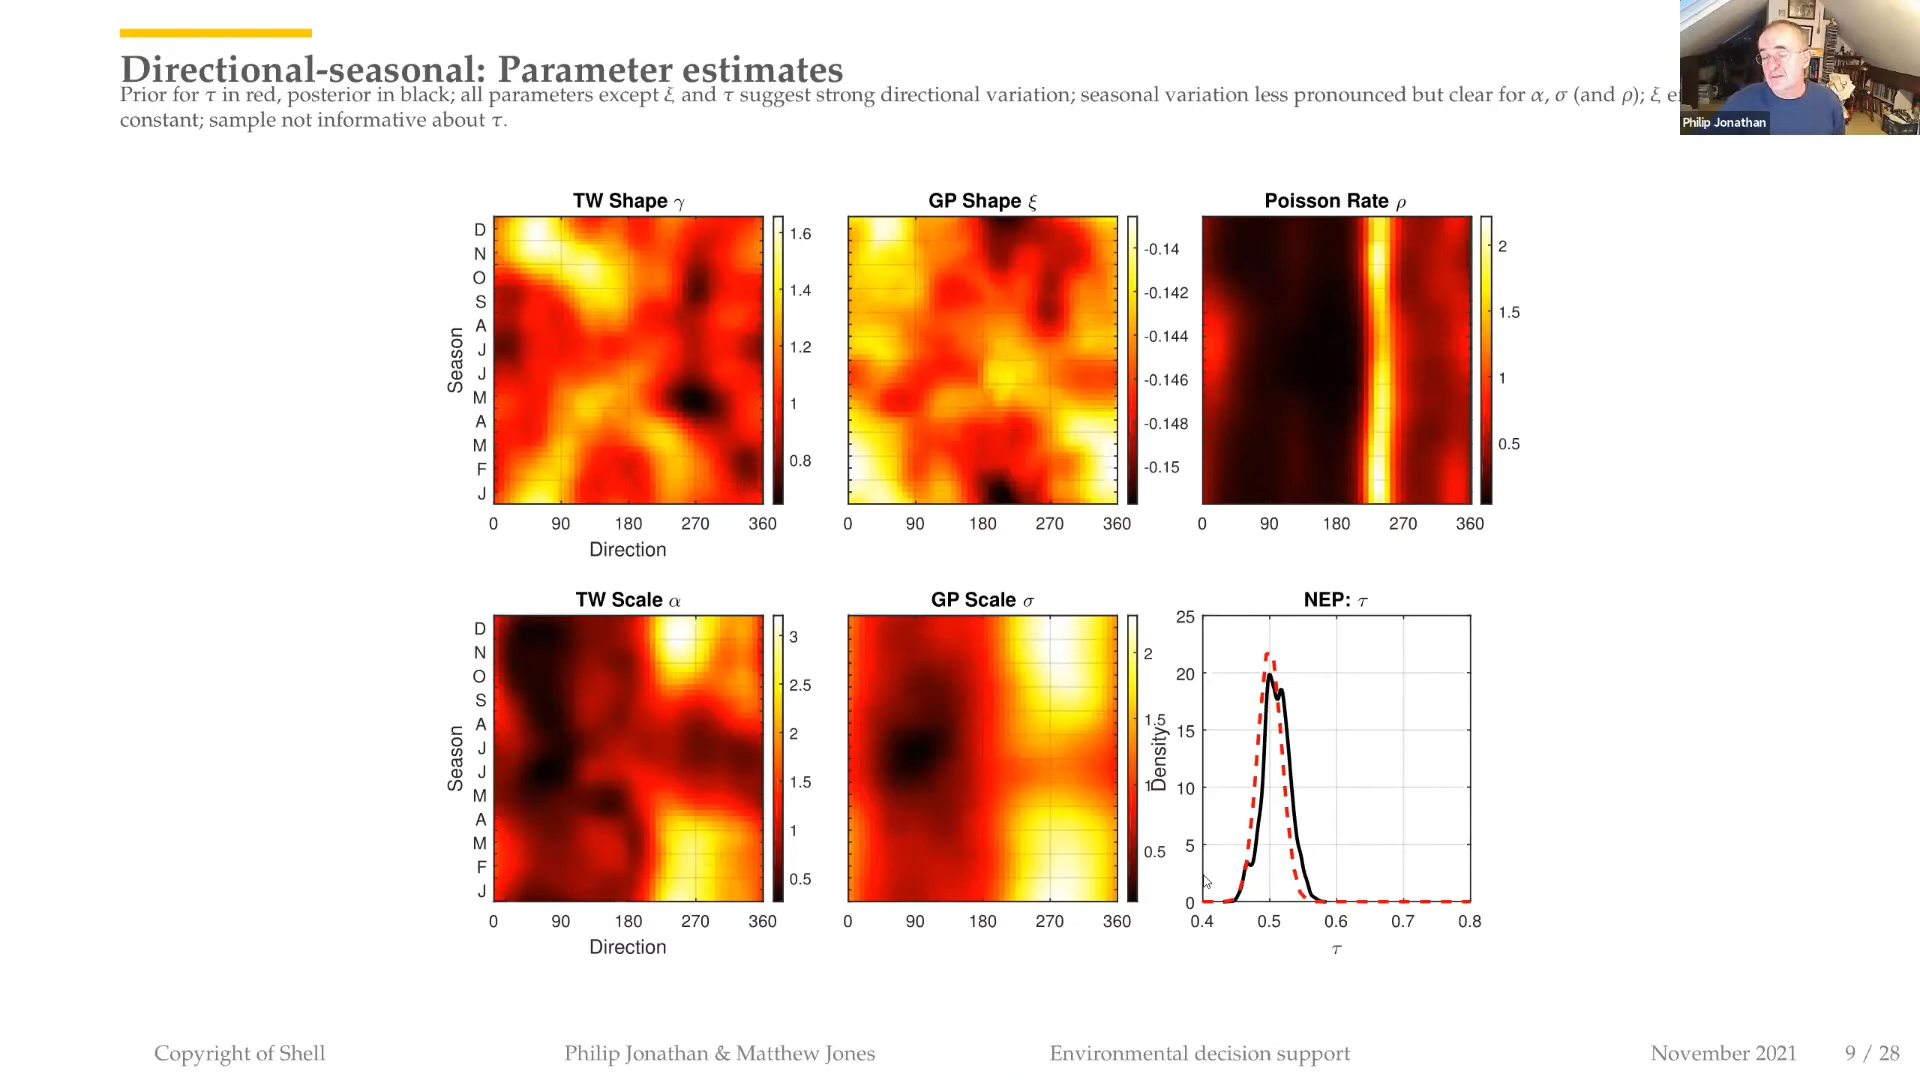 Directional-seasonal: Parameter estimates
Prior for τ in red, posterior in black; all parameters except ξ and τ suggest strong directional variation; seasonal variation less pronounced but clear for α, σ (and ρ); ξ
constant; sample not informative about τ.
Philip Jonathan
TW Shape γ
GP Shape ξ
Poisson Rate ρ
Season
D
N
O
S
A
J
J
M
A
M
F
J
0 90 180 270 360
Direction
1.6
1.4
1.2
1
0.8
0 90 180 270 360
-0.14
-0.142
-0.144
-0.146
-0.148
-0.15
0 90 180 270 360
2
1.5
1
0.5
TW Scale α
GP Scale σ
NEP: τ
Season
D
N
O
S
A
J
J
M
A
M
F
J
0 90 180 270 360
Direction
3
2.5
2
1.5
1
0.5
0 90 180 270 360
2
1.5
1
0.5
Density
25
20
15
10
5
0
0.4 0.5 0.6 0.7 0.8
τ
Copyright of Shell Philip Jonathan & Matthew Jones Environmental decision support November 2021 9 / 28